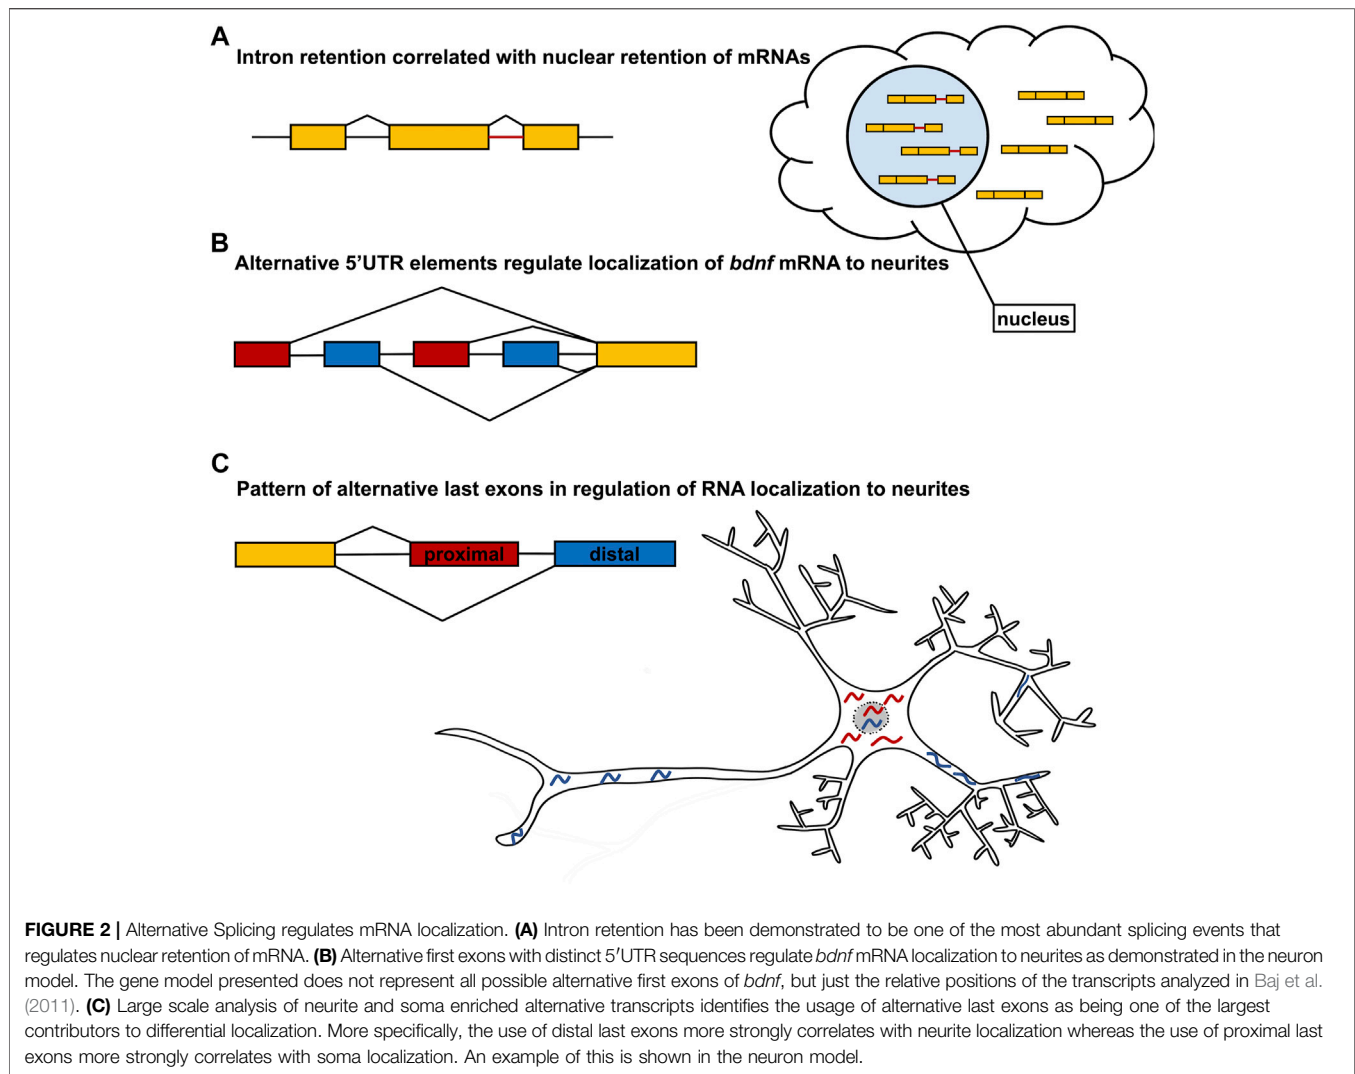 A
Intron retention correlated with nuclear retention of mRNAs
B
Alternative 5’UTR elements regulate localization of bdnf mRNA to neurites
nucleus
C
Pattern of alternative last exons in regulation of RNA localization to neurites
proximal
distal
FIGURE 2 | Alternative Splicing regulates mRNA localization. (A) Intron retention has been demonstrated to be one of the most abundant splicing events that
regulates nuclear retention of mRNA. (B) Alternative first exons with distinct 5′UTR sequences regulate bdnf mRNA localization to neurites as demonstrated in the neuron
model. The gene model presented does not represent all possible alternative first exons of bdnf, but just the relative positions of the transcripts analyzed in Baj et al.
(2011). (C) Large scale analysis of neurite and soma enriched alternative transcripts identifies the usage of alternative last exons as being one of the largest
contributors to differential localization. More specifically, the use of distal last exons more strongly correlates with neurite localization whereas the use of proximal last
exons more strongly correlates with soma localization. An example of this is shown in the neuron model.